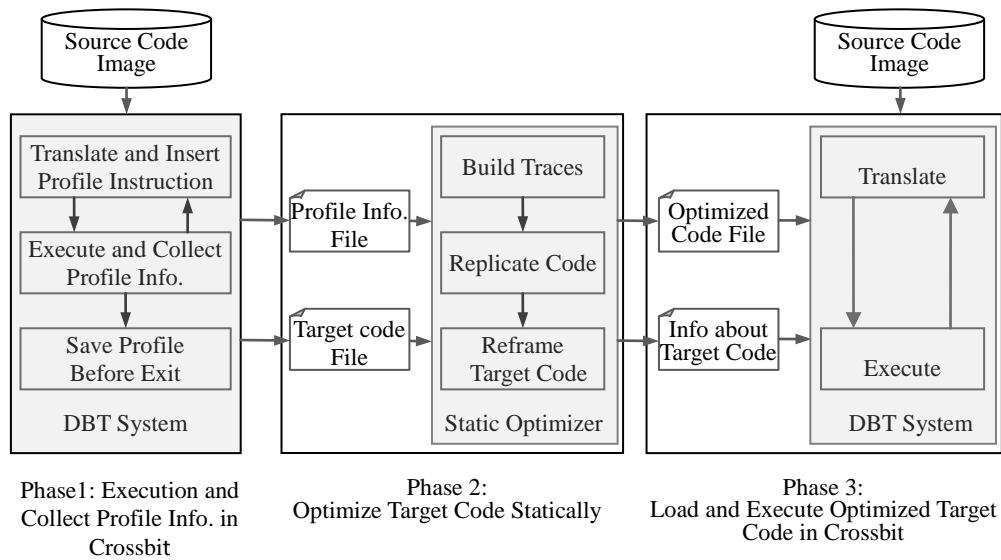 Source Code
Image
Source Code
Image
Translate and Insert
Profile Instruction
Execute and Collect
Profile Info.
Save Profile
Before Exit
DBT System
Profile Info.
File
Target code
File
Build Traces
Replicate Code
Reframe
Target Code
Static Optimizer
Optimized
Code File
Info about
Target Code
Translate
Execute
DBT System
Phase1: Execution and
Collect Profile Info. in
Crossbit
Phase 2:
Optimize Target Code Statically
Phase 3:
Load and Execute Optimized Target
Code in Crossbit